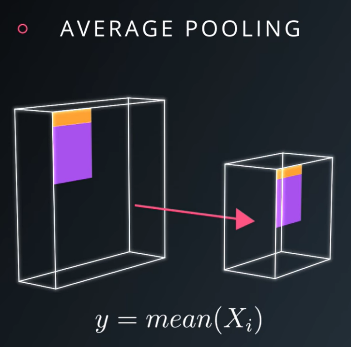 AVERAGE POOLING
y = mean(X_i)